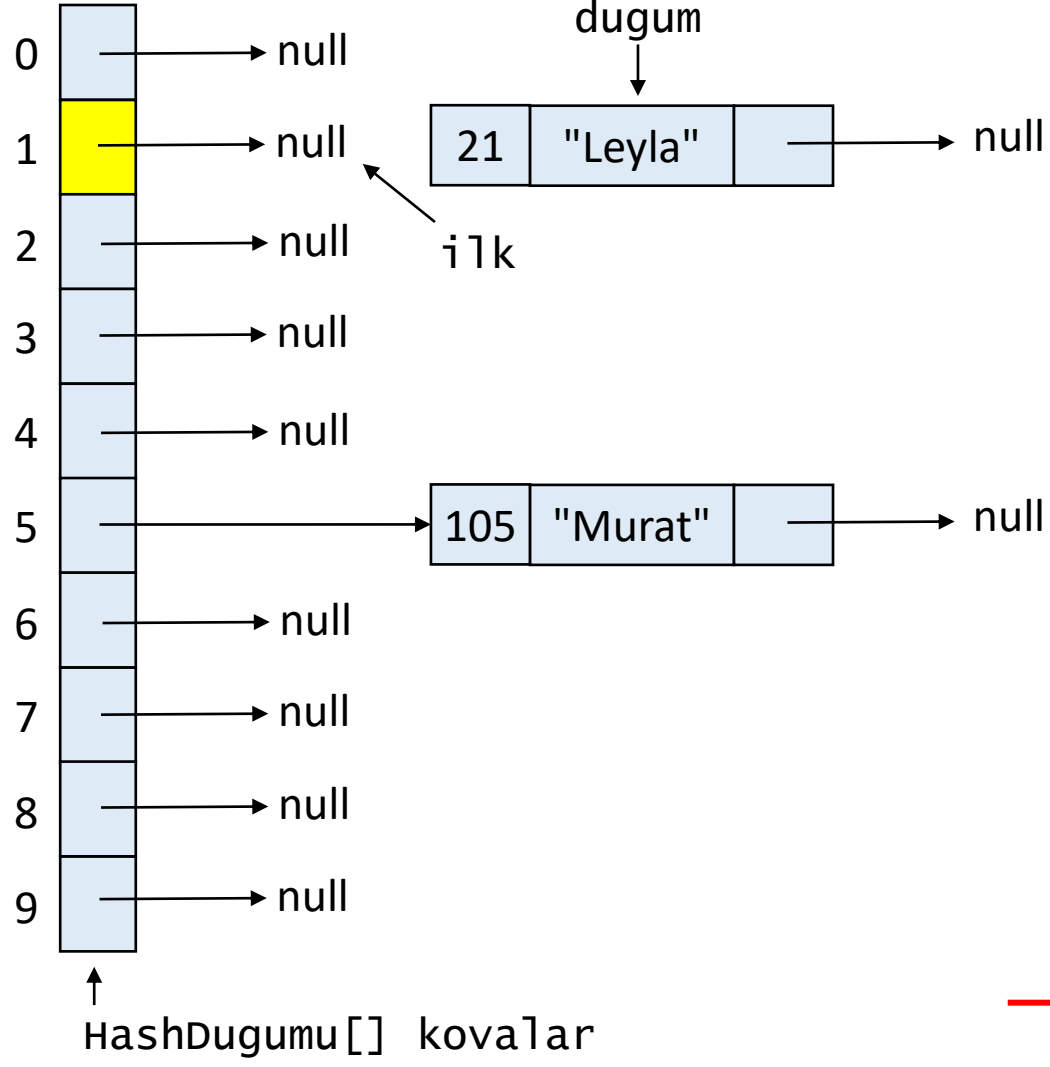 dugum
0 null
1 null 21 "Leyla" null
ilk
2 null
3 null
4 null
5 105 "Murat" null
6 null
7 null
8 null
9 null
HashDugumu[] kovalar